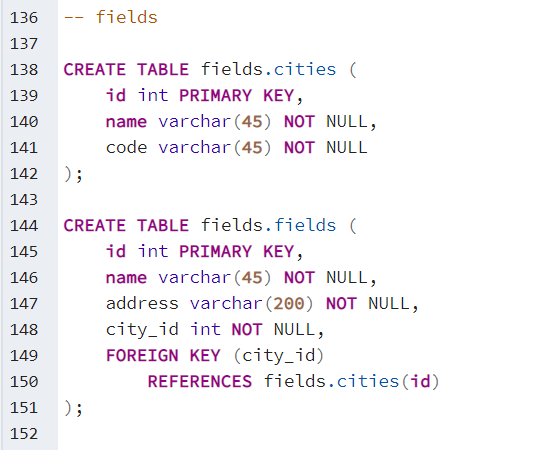 136 -- fields
137
138 CREATE TABLE fields.cities (
139     id int PRIMARY KEY,
140     name varchar(45) NOT NULL,
141     code varchar(45) NOT NULL
142 );
143
144 CREATE TABLE fields.fields (
145     id int PRIMARY KEY,
146     name varchar(45) NOT NULL,
147     address varchar(200) NOT NULL,
148     city_id int NOT NULL,
149     FOREIGN KEY (city_id)
150         REFERENCES fields.cities(id)
151 );
152